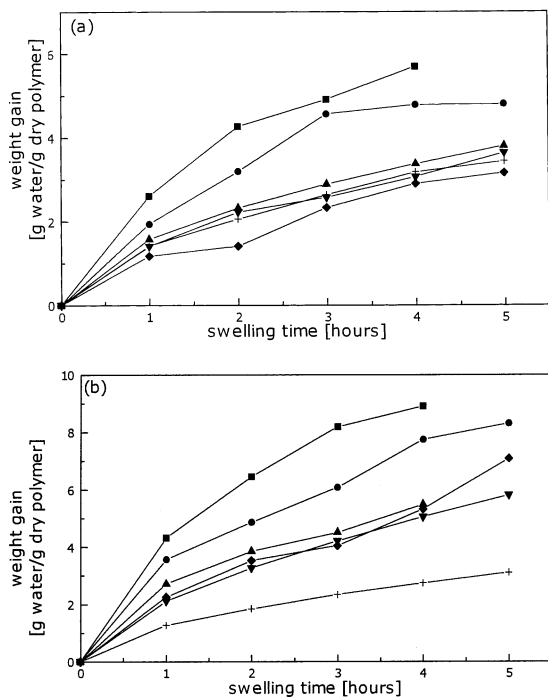 (a)
6
4
2
0
weight gain
[g water/g dry polymer]
0 1 2 3 4 5
swelling time [hours]
(b)
10
8
6
4
2
0
weight gain
[g water/g dry polymer]
0 1 2 3 4 5
swelling time [hours]